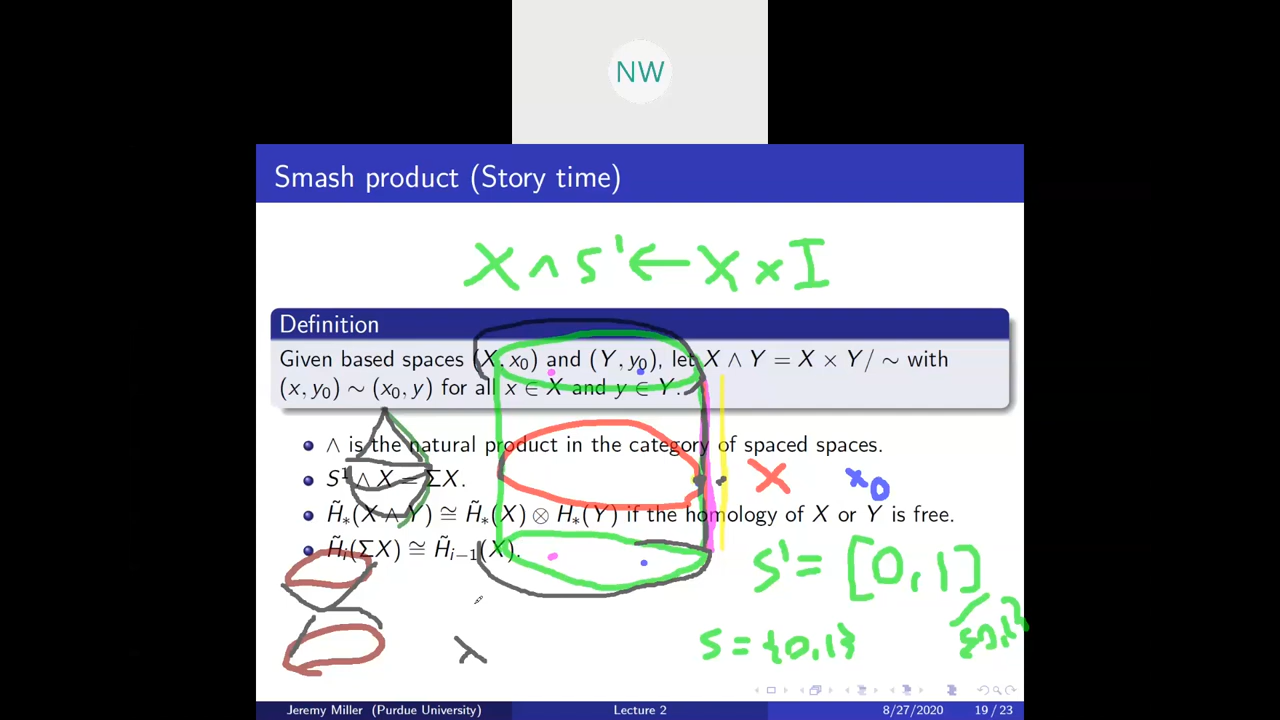 NW
Smash product (Story time)
X ∧ S¹ ← X × I
Definition
Given based spaces (X, x₀) and (Y, y₀), let X ∧ Y = X × Y/ ∼ with
(x, y₀) ∼ (x₀, y) for all x ∈ X and y ∈ Y.
∧ is the natural product in the category of spaced spaces.
S¹ ∧ X = ΣX.
X x₀
H̃∗(X ∧ Y) ≅ H̃∗(X) ⊗ H∗(Y) if the homology of X or Y is free.
H̃ᵢ(ΣX) ≅ H̃ᵢ₋₁(X).
S¹ = [0,1]
/{0,1}
S = {0,1}
Jeremy Miller (Purdue University) Lecture 2 8/27/2020 19 / 23